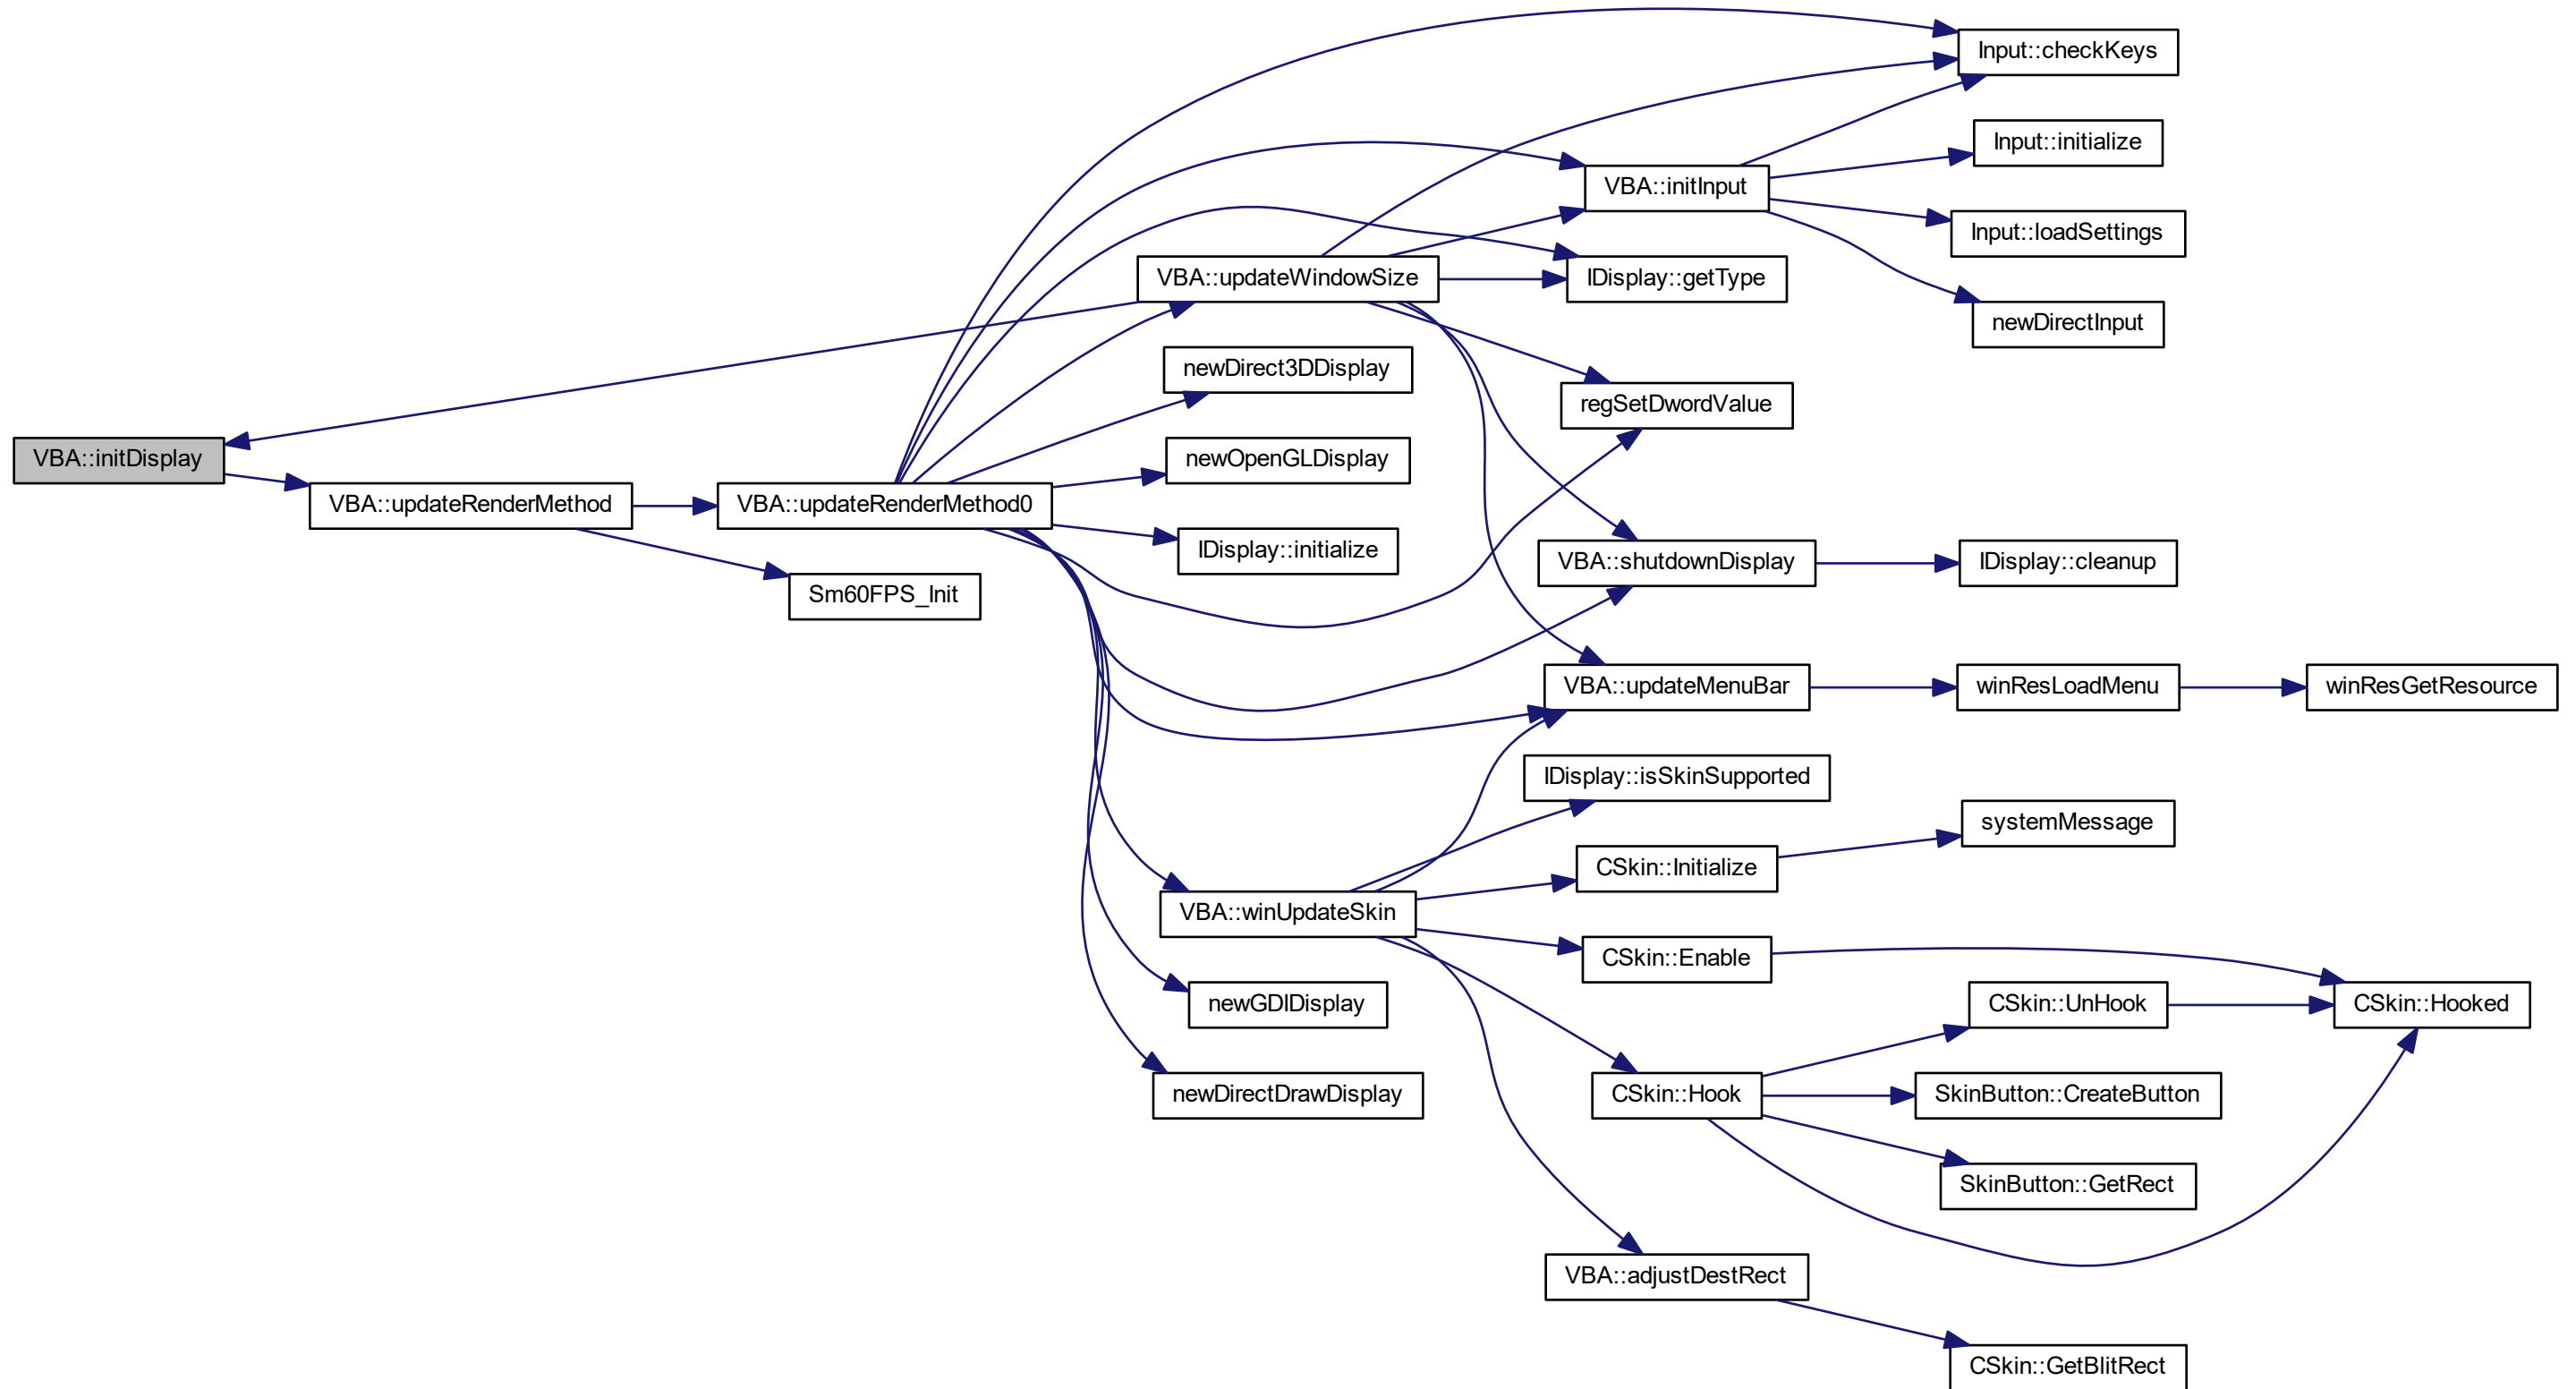 Input::checkKeys
Input::initialize
VBA::initInput
Input::loadSettings
VBA::updateWindowSize
IDisplay::getType
newDirectInput
newDirect3DDisplay
regSetDwordValue
VBA::initDisplay
newOpenGLDisplay
VBA::updateRenderMethod
VBA::updateRenderMethod0
IDisplay::initialize
VBA::shutdownDisplay
IDisplay::cleanup
Sm60FPS_Init
VBA::updateMenuBar
winResLoadMenu
winResGetResource
IDisplay::isSkinSupported
systemMessage
CSkin::Initialize
VBA::winUpdateSkin
CSkin::Enable
newGDIDisplay
CSkin::UnHook
CSkin::Hooked
newDirectDrawDisplay
CSkin::Hook
SkinButton::CreateButton
SkinButton::GetRect
VBA::adjustDestRect
CSkin::GetBlitRect